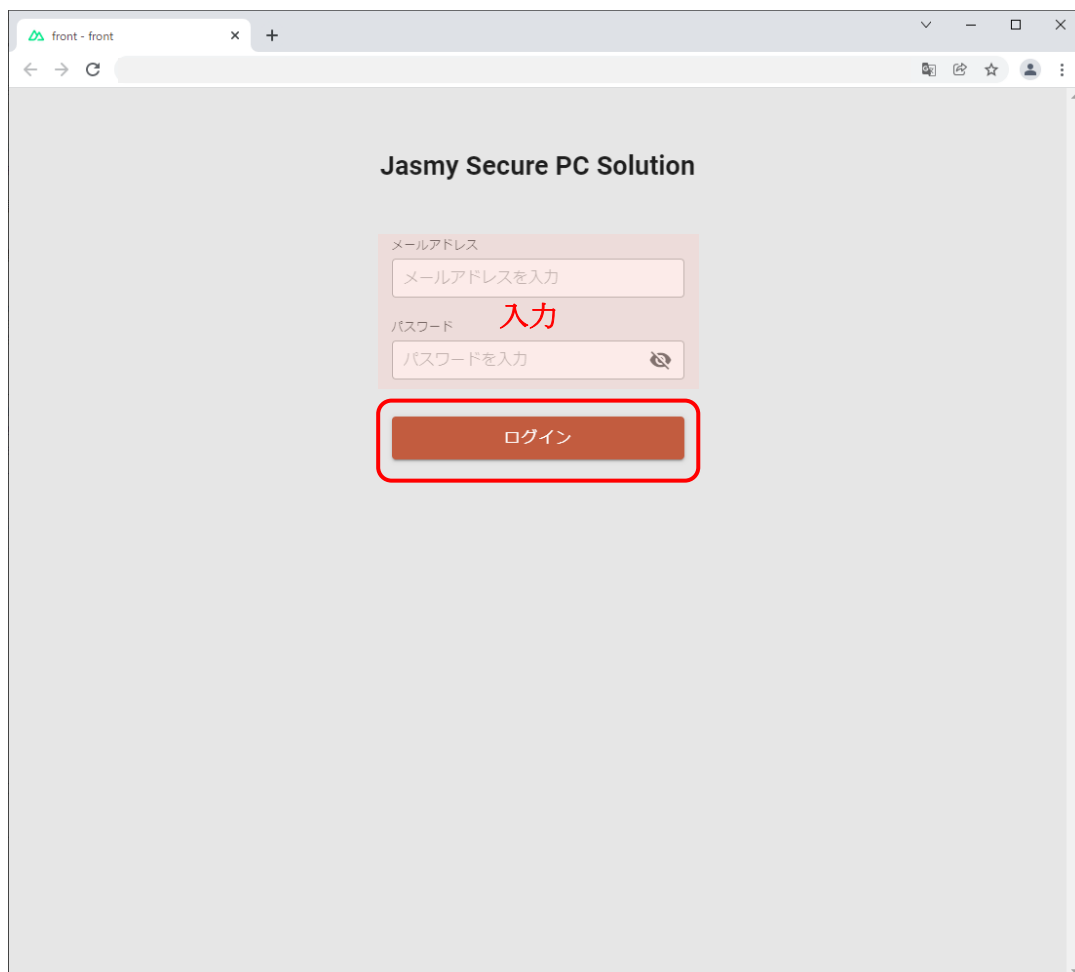 front - front
Jasmy Secure PC Solution
メールアドレス
メールアドレスを入力
入力
パスワード
パスワードを入力
ログイン